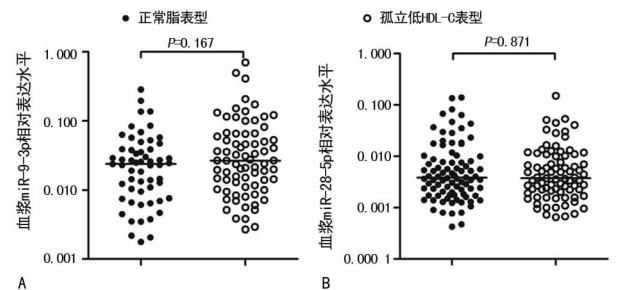 ● 正常脂表型
○ 孤立低HDL-C表型
P=0.167
血浆miR-9-3p相对表达水平
1.000
0.100
0.010
0.001
A
P=0.871
血浆miR-28-5p相对表达水平
1.000
0.100
0.010
0.001
0.000 1
B